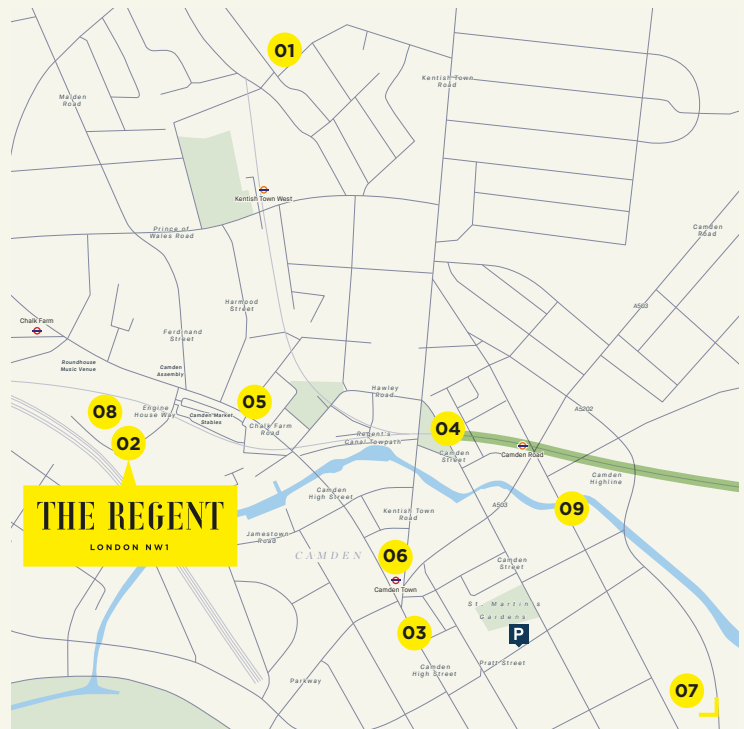 01
Kentish Town
Road
Malden
Road
Kentish Town West
Prince of
Wales Road
Camden
Road
Harmood
Street
A503
Chalk Farm
Ferdinand
Street
Roundhouse
Music Venue
Camden
Assembly
Hawley
Road
08
05
Engine
House Way
Camden Market
Stables
A5202
02
Chalk Farm
Road
Regent's
Canal Towpath
04
Camden
Street
Camden Road
Camden
Highline
THE REGENT
LONDON NW1
Camden
High Street
Kentish Town
Road
A503
09
Jamestown
Road
CAMDEN
06
Camden
Street
Camden Town
St. Martin's
Gardens
03
P
Camden
High Street
Pratt Street
Parkway
07